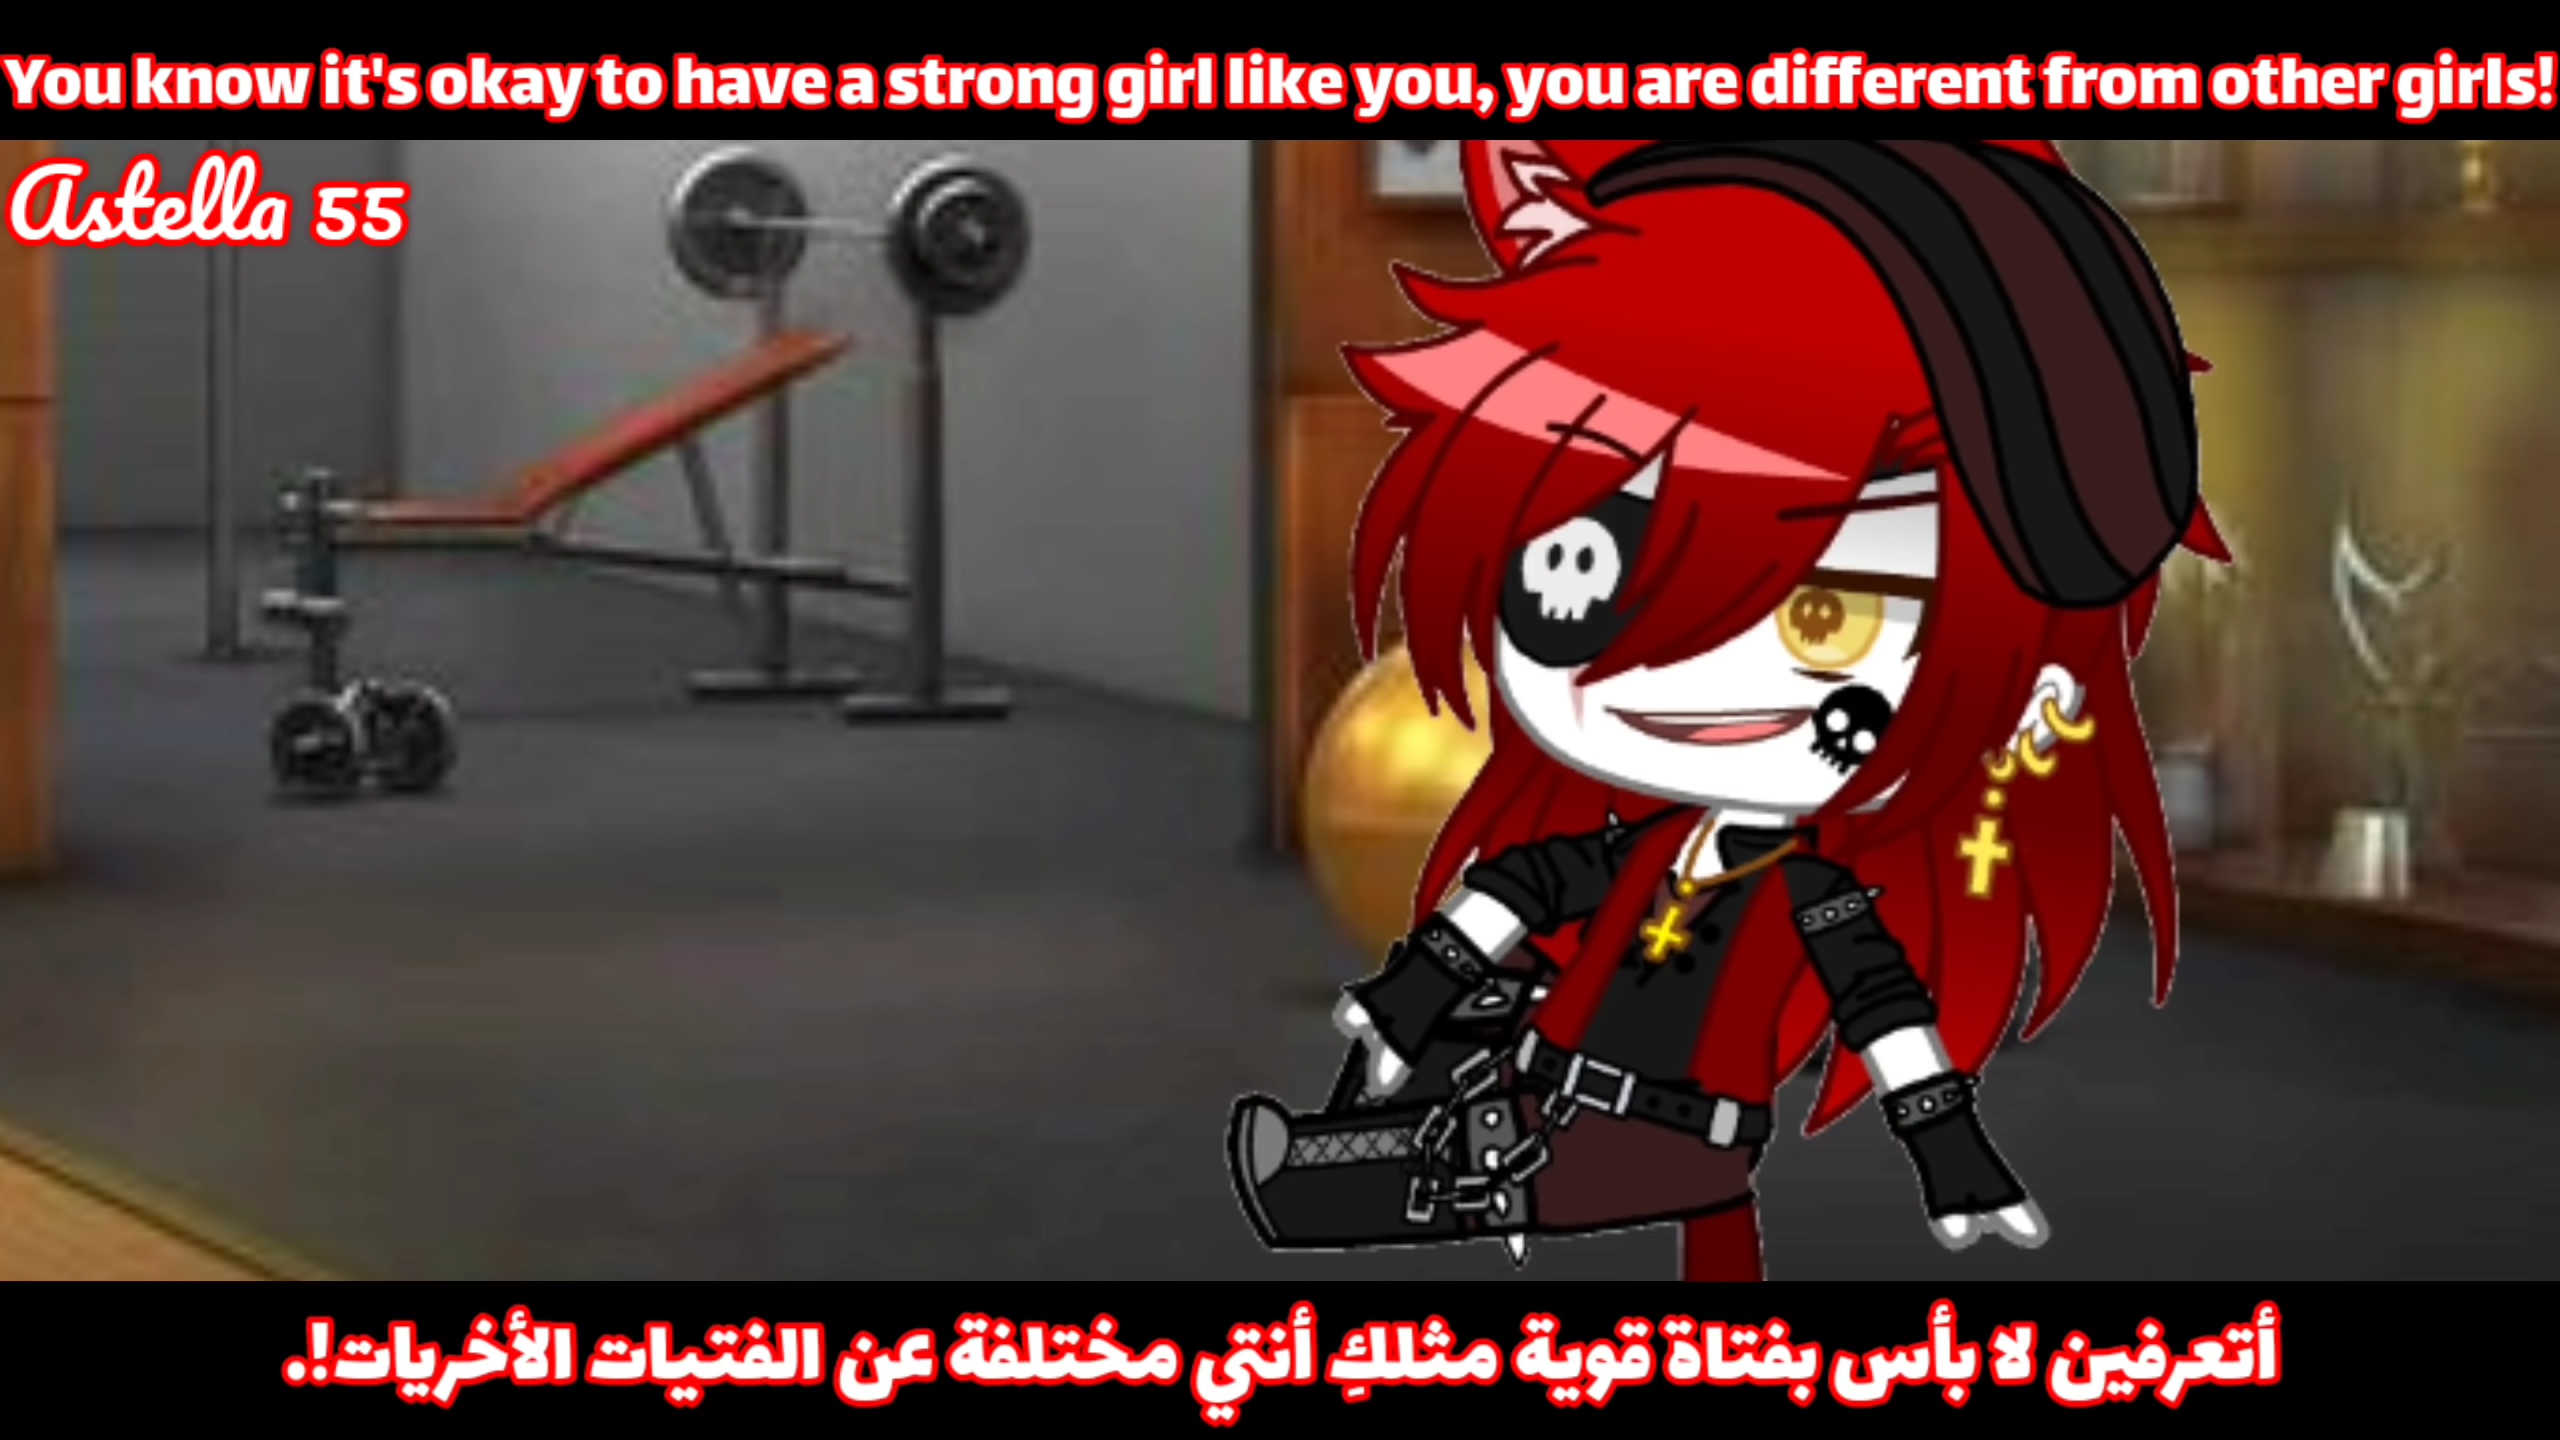 You know it's okay to have a strong girl like you, you are different from other girls!
Astella 55
أتعرفين لا بأس بفتاة قوية مثلكِ أنتي مختلفة عن الفتيات الأخريات!.